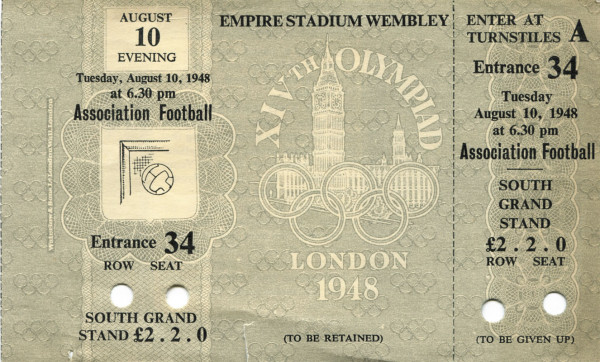 AUGUST
10
EVENING
Tuesday, August 10, 1948
at 6.30 pm
Association Football
Entrance 34
ROW SEAT
SOUTH GRAND
STAND £2.2.0
EMPIRE STADIUM WEMBLEY
XIVTH OLYMPIAD
LONDON
1948
(TO BE RETAINED)
ENTER AT
TURNSTILES A
Entrance 34
Tuesday
August 10, 1948
at 6.30 pm
Association Football
SOUTH
GRAND
STAND
£2.2.0
ROW SEAT
(TO BE GIVEN UP)